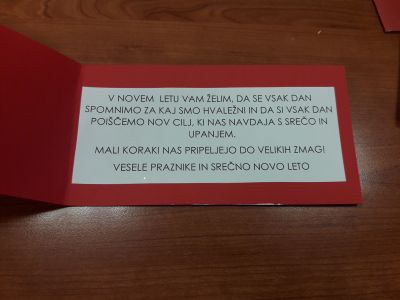 V NOVEM LETU VAM ŽELIM, DA SE VSAK DAN
SPOMNIMO ZA KAJ SMO HVALEŽNI IN DA SI VSAK DAN
POIŠČEMO NOV CILJ, KI NAS NAVDAJA S SREČO IN
UPANJEM.
MALI KORAKI NAS PRIPELJEJO DO VELIKIH ZMAG!
VESELE PRAZNIKE IN SREČNO NOVO LETO